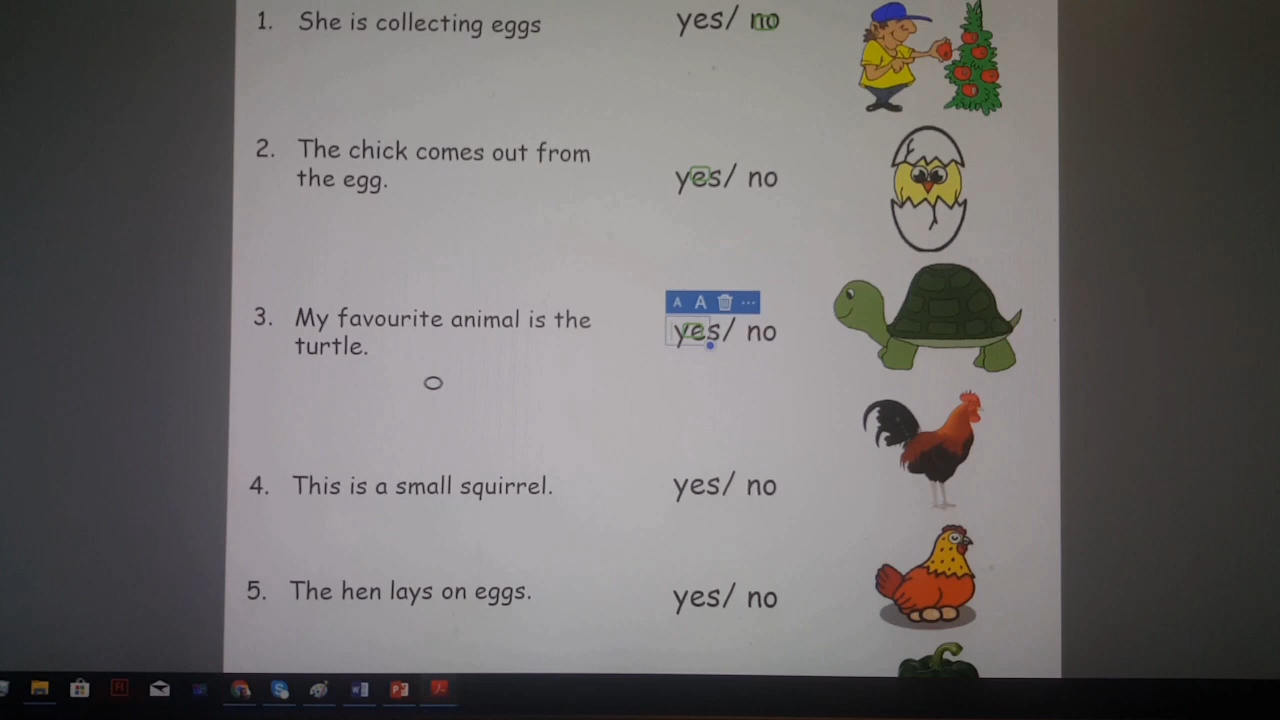 1. She is collecting eggs yes/ no
2. The chick comes out from
the egg. yes/ no
A A ...
3. My favourite animal is the yes/ no
turtle.
4. This is a small squirrel. yes/ no
5. The hen lays on eggs. yes/ no